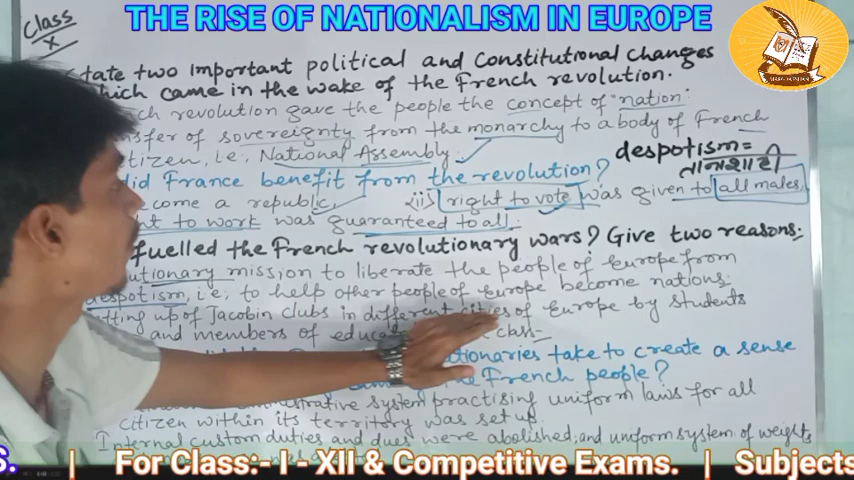 THE RISE OF NATIONALISM IN EUROPE
Class
X
state two important political and constitutional changes
which came in the wake of the French revolution.
revolution gave the people the concept of "nation."
of sovereignty from the monarchy to a body of French
citizen, i.e, National Assembly
despotism=
तानाशाही
did France benefit from the revolution?
become a republic. ii) right to vote was given to all males,
to work was guaranteed to all.
fuelled the French revolutionary wars? Give two reasons:
mission to liberate the people of Europe from
despotism, i.e; to help other people of Europe become nations.
up of Jacobin clubs in different cities of Europe by students
and members of class
take to create a sense
French people?
system practising uniform laws for all
citizen within its territory was set up.
Internal custom duties and dues were abolished, and uniform system of weights
S. | For Class:- I - XII & Competitive Exams. | Subjects